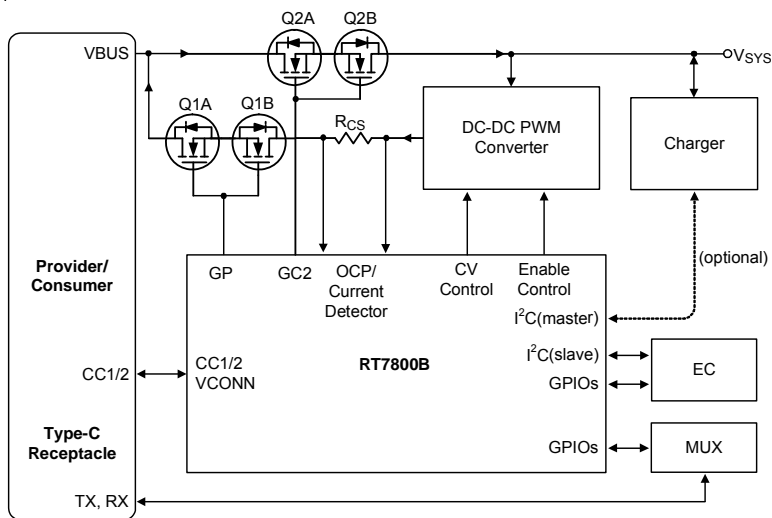 Q2A Q2B
VBUS
VSYS
Q1A Q1B
RCS
DC-DC PWM
Converter
Charger
(optional)
Provider/
Consumer
GP
GC2
OCP/
Current
Detector
CV
Control
Enable
Control
I2C(master)
CC1/2
CC1/2
VCONN
RT7800B
I2C(slave)
GPIOs
EC
Type-C
Receptacle
GPIOs
MUX
TX, RX